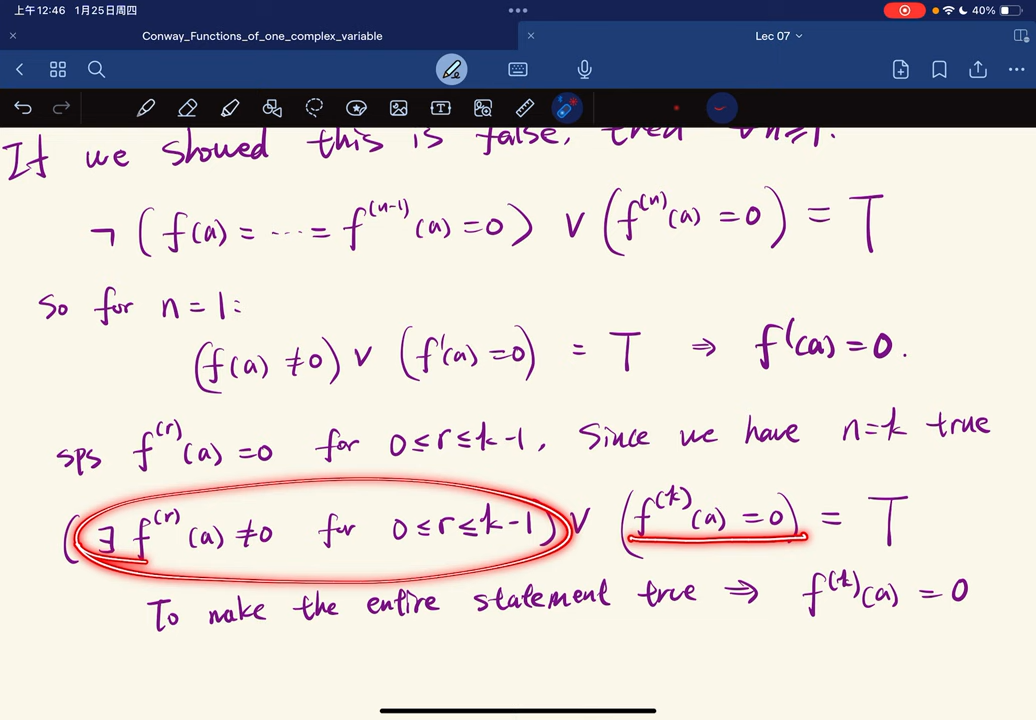 上午12:46 1月25日周四 40%
Conway_Functions_of_one_complex_variable Lec 07
If we showed this is false, then ∀ n≥1.
¬ ( f(a) = ··· = f^(n-1)(a) = 0 ) ∨ ( f^(n)(a) = 0 ) = T
So for n = 1:
( f(a) ≠ 0 ) ∨ ( f'(a) = 0 ) = T ⇒ f'(a) = 0.
sps f^(r)(a) = 0 for 0 ≤ r ≤ k-1, Since we have n=k true
( ∃ f^(r)(a) ≠ 0 for 0 ≤ r ≤ k-1 ) ∨ ( f^(k)(a) = 0 ) = T
To make the entire statement true ⇒ f^(k)(a) = 0